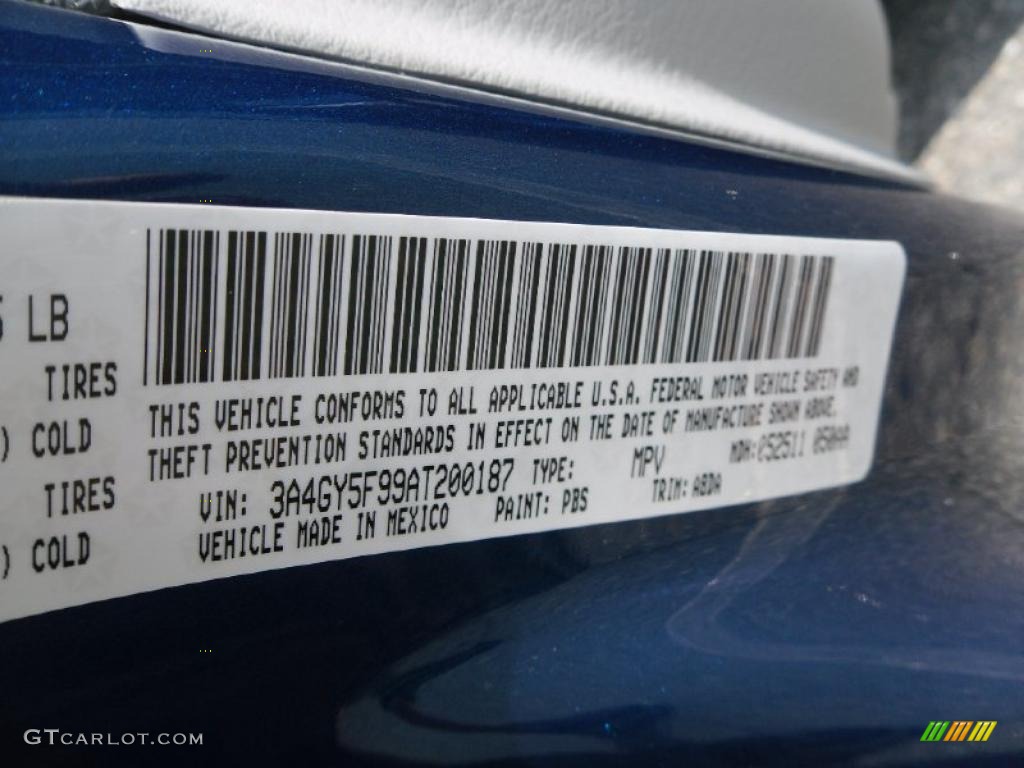 LB
TIRES
) COLD
TIRES
) COLD
THIS VEHICLE CONFORMS TO ALL APPLICABLE U.S.A. FEDERAL MOTOR VEHICLE SAFETY AND
THEFT PREVENTION STANDARDS IN EFFECT ON THE DATE OF MANUFACTURE SHOWN ABOVE.
VIN: 3A4GY5F99AT200187 TYPE: MPV MDH:
VEHICLE MADE IN MEXICO PAINT: PBS TRIM: ABDA
GTCARLOT.COM